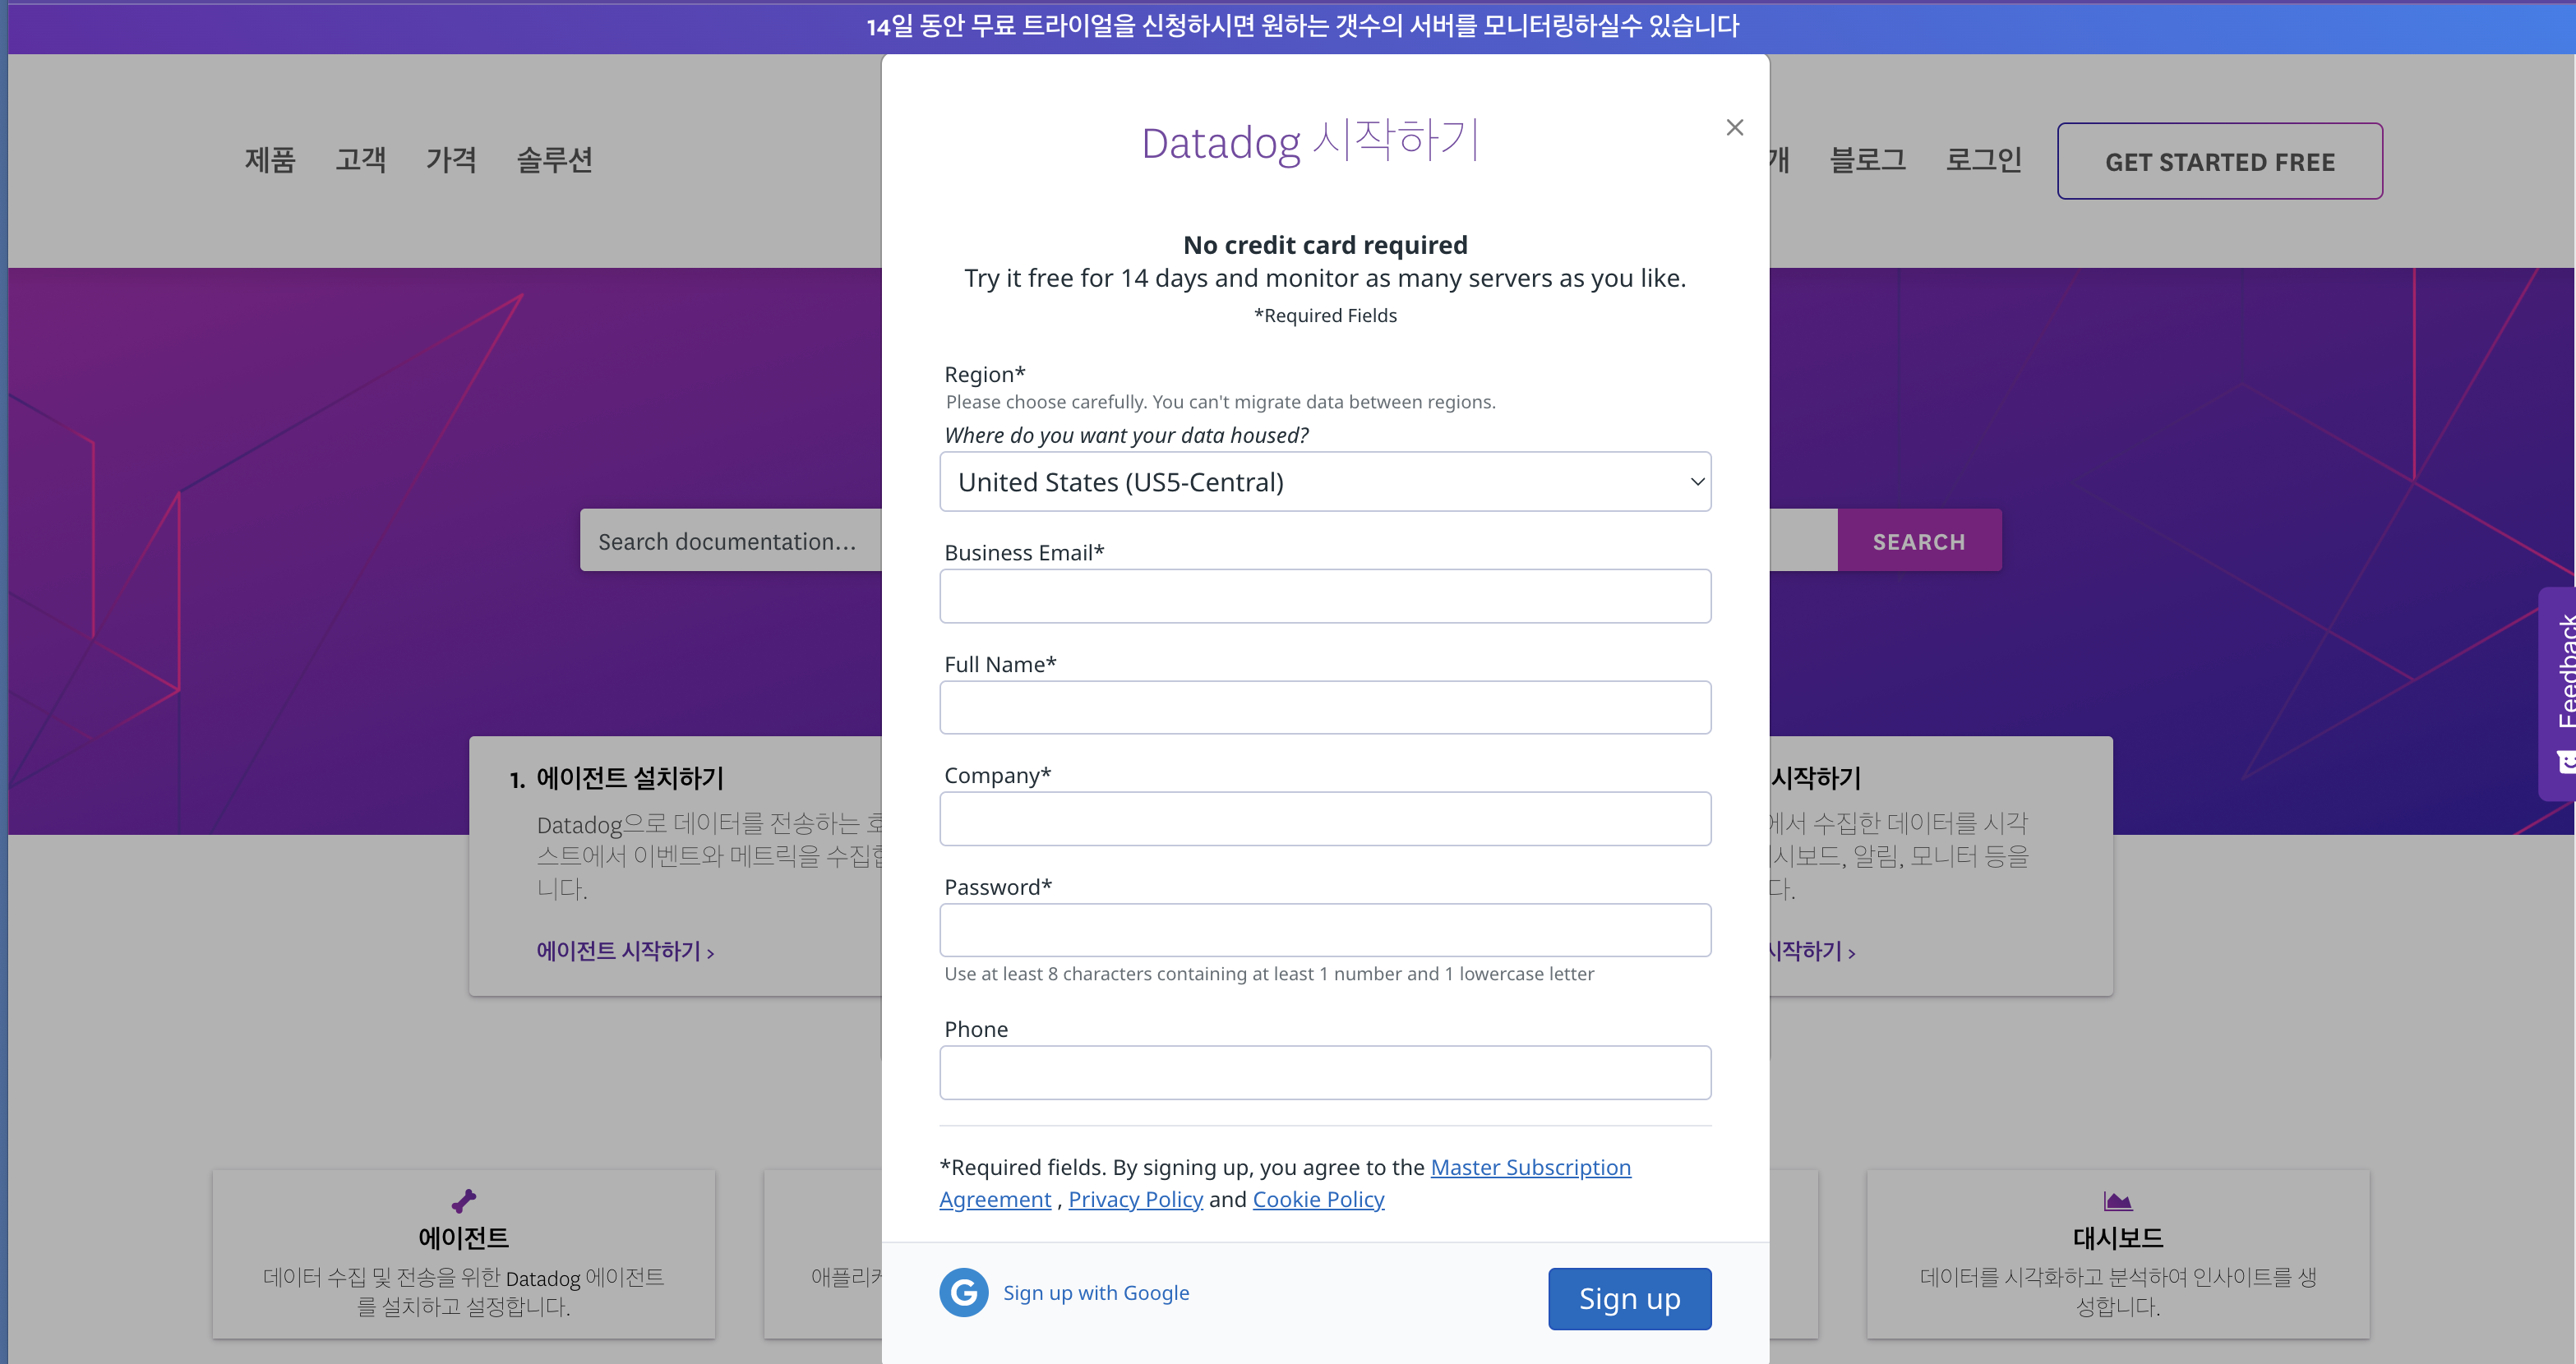 14일 동안 무료 트라이얼을 신청하시면 원하는 갯수의 서버를 모니터링하실수 있습니다
제품 고객 가격 솔루션
개 블로그 로그인 GET STARTED FREE
Datadog 시작하기
No credit card required
Try it free for 14 days and monitor as many servers as you like.
*Required Fields
Region*
Please choose carefully. You can't migrate data between regions.
Where do you want your data housed?
United States (US5-Central)
Search documentation...
SEARCH
Business Email*
Full Name*
Company*
Password*
Use at least 8 characters containing at least 1 number and 1 lowercase letter
Phone
*Required fields. By signing up, you agree to the Master Subscription
Agreement , Privacy Policy and Cookie Policy
Sign up with Google
Sign up
Feedback
1. 에이전트 설치하기
Datadog으로 데이터를 전송하는 호
스트에서 이벤트와 메트릭을 수집합
니다.
에이전트 시작하기 >
시작하기
에서 수집한 데이터를 시각
시보드, 알림, 모니터 등을
다.
시작하기 >
에이전트
데이터 수집 및 전송을 위한 Datadog 에이전트
를 설치하고 설정합니다.
애플리케
대시보드
데이터를 시각화하고 분석하여 인사이트를 생
성합니다.